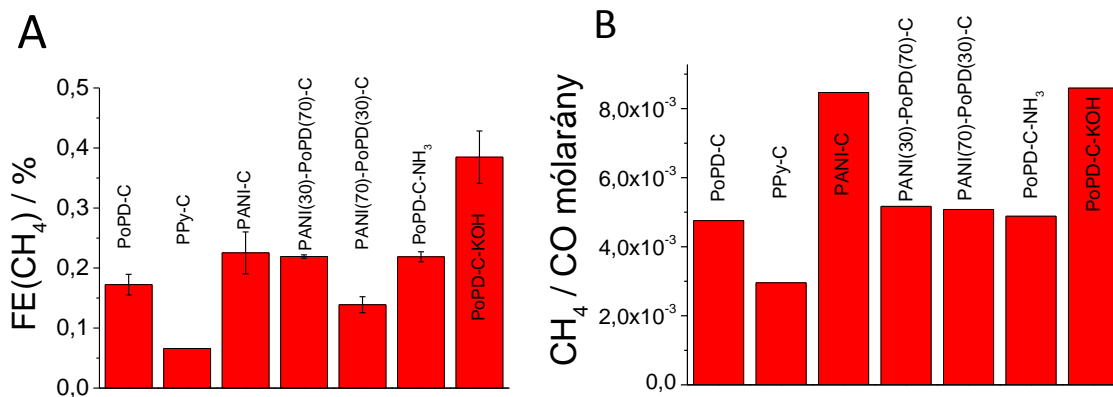 A
FE(CH₄) / %
0,5
0,4
0,3
0,2
0,1
0,0
PoPD-C
PPy-C
PANI-C
PANI(30)-PoPD(70)-C
PANI(70)-PoPD(30)-C
PoPD-C-NH₃
PoPD-C-KOH
B
CH₄ / CO mólarány
8,0x10⁻³
6,0x10⁻³
4,0x10⁻³
2,0x10⁻³
0,0
PoPD-C
PPy-C
PANI-C
PANI(30)-PoPD(70)-C
PANI(70)-PoPD(30)-C
PoPD-C-NH₃
PoPD-C-KOH